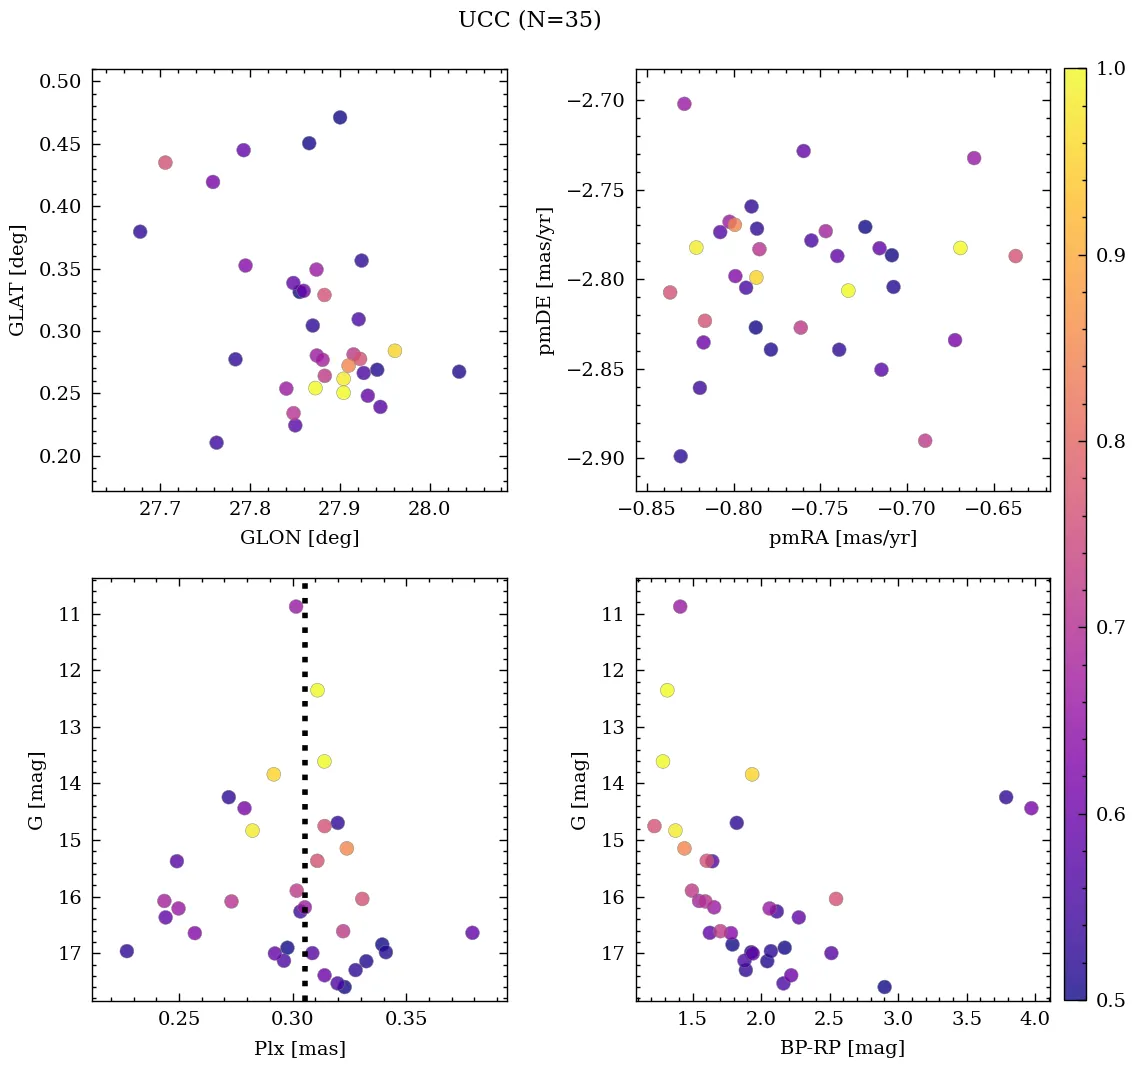 UCC (N=35)
0.50
0.45
0.40
0.35
0.30
0.25
0.20
GLAT [deg]
27.7 27.8 27.9 28.0
GLON [deg]
−2.70
−2.75
−2.80
−2.85
−2.90
pmDE [mas/yr]
−0.85 −0.80 −0.75 −0.70 −0.65
pmRA [mas/yr]
11
12
13
14
15
16
17
G [mag]
0.25 0.30 0.35
Plx [mas]
11
12
13
14
15
16
17
G [mag]
1.5 2.0 2.5 3.0 3.5 4.0
BP-RP [mag]
1.0
0.9
0.8
0.7
0.6
0.5